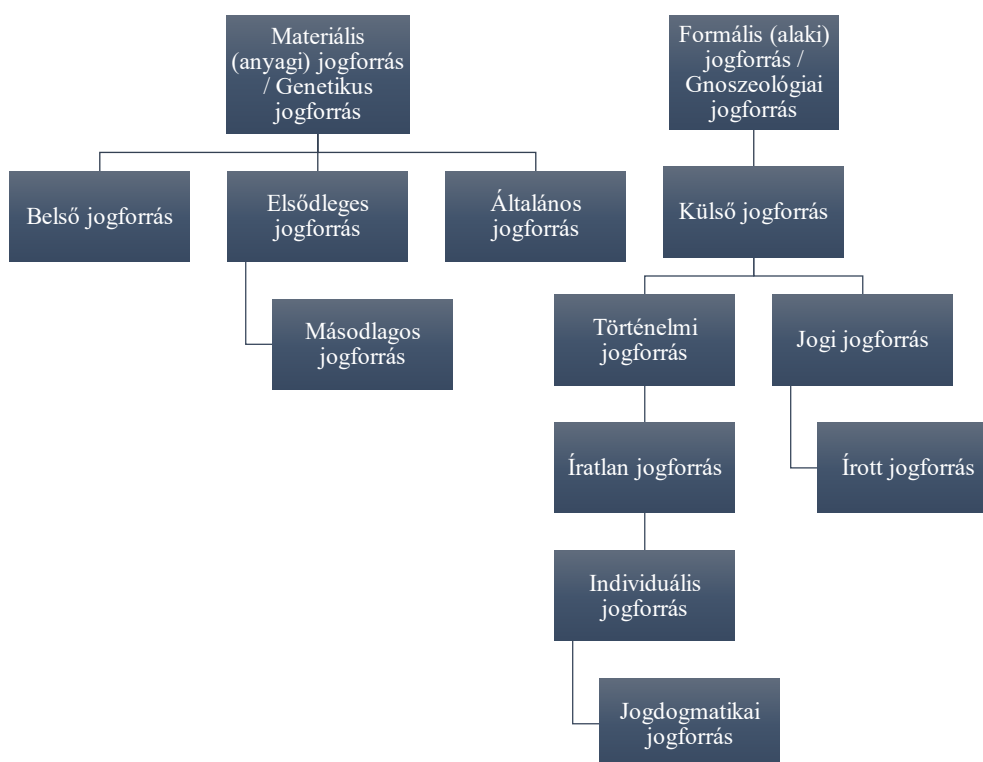 Materiális
(anyagi) jogforrás
/ Genetikus
jogforrás
Formális (alaki)
jogforrás /
Gnoszeológiai
jogforrás
Belső jogforrás
Elsődleges
jogforrás
Általános
jogforrás
Külső jogforrás
Másodlagos
jogforrás
Történelmi
jogforrás
Jogi jogforrás
Íratlan jogforrás
Írott jogforrás
Individuális
jogforrás
Jogdogmatikai
jogforrás